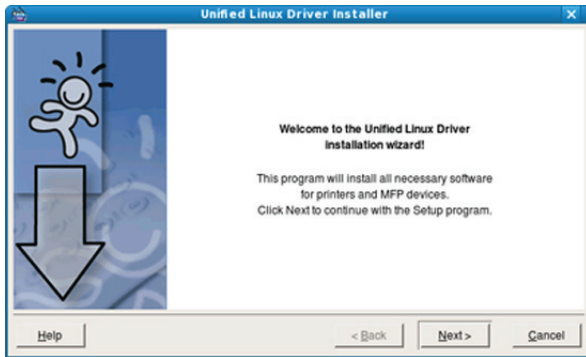 Unified Linux Driver Installer
Welcome to the Unified Linux Driver
installation wizard!
This program will install all necessary software
for printers and MFP devices.
Click Next to continue with the Setup program.
Help
< Back
Next >
Cancel